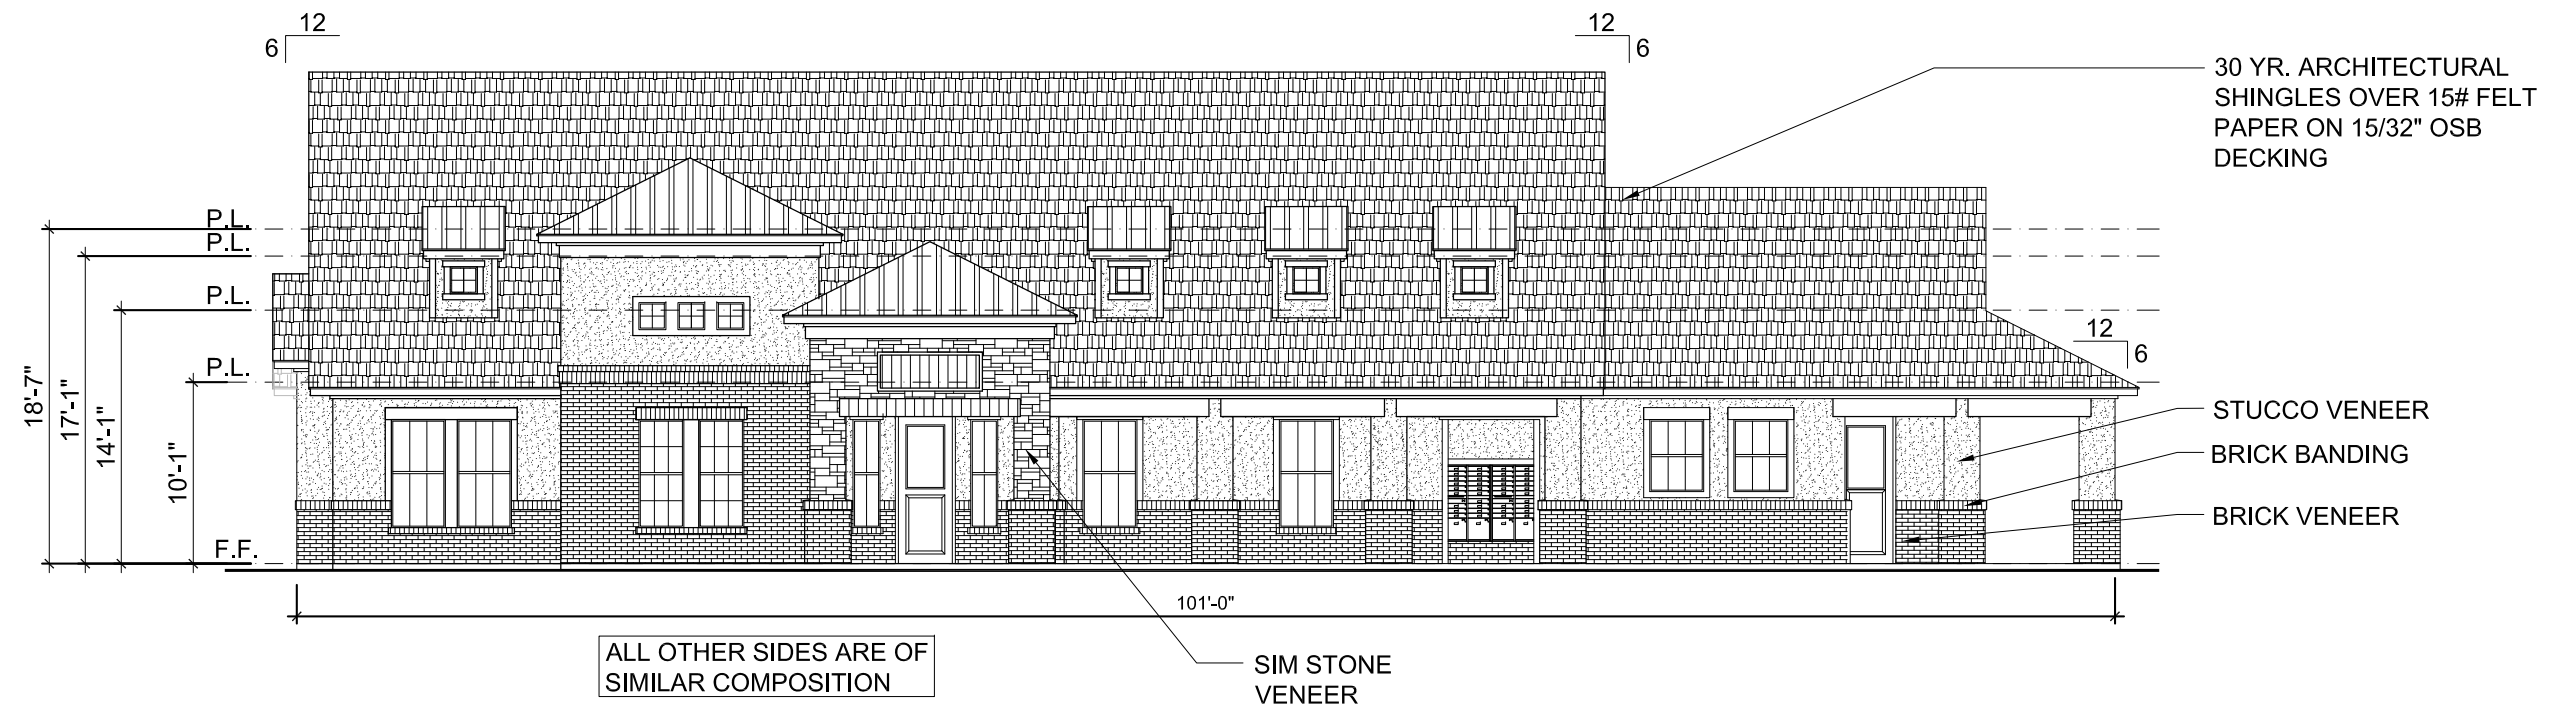 12
6
12
6
30 YR. ARCHITECTURAL
SHINGLES OVER 15# FELT
PAPER ON 15/32" OSB
DECKING
P.L.
P.L.
P.L.
P.L.
F.F.
18'-7"
17'-1"
14'-1"
10'-1"
12
6
STUCCO VENEER
BRICK BANDING
BRICK VENEER
101'-0"
ALL OTHER SIDES ARE OF
SIMILAR COMPOSITION
SIM STONE
VENEER